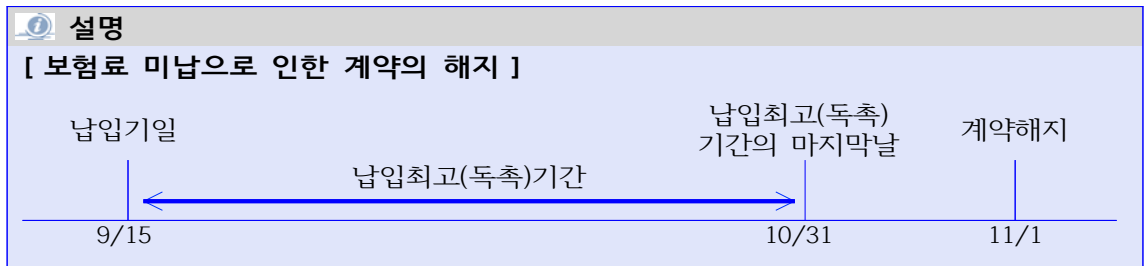 설명
[ 보험료 미납으로 인한 계약의 해지 ]
납입기일
납입최고(독촉)
기간의 마지막날
계약해지
납입최고(독촉)기간
9/15
10/31
11/1